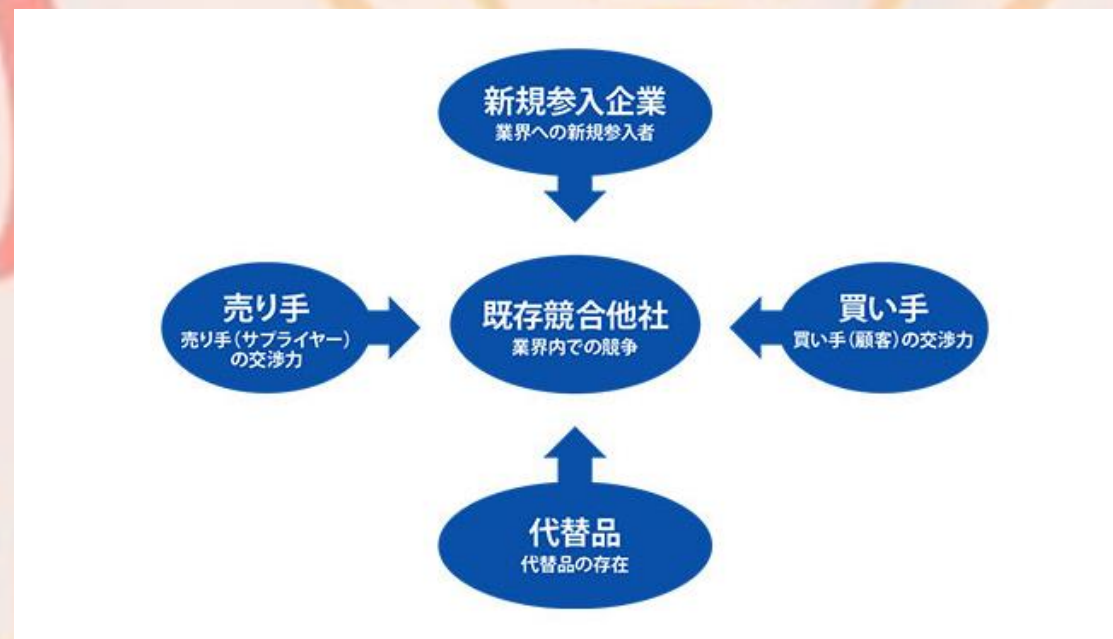 新規参入企業
業界への新規参入者
売り手
売り手(サプライヤー)
の交渉力
既存競合他社
業界内での競争
買い手
買い手(顧客)の交渉力
代替品
代替品の存在